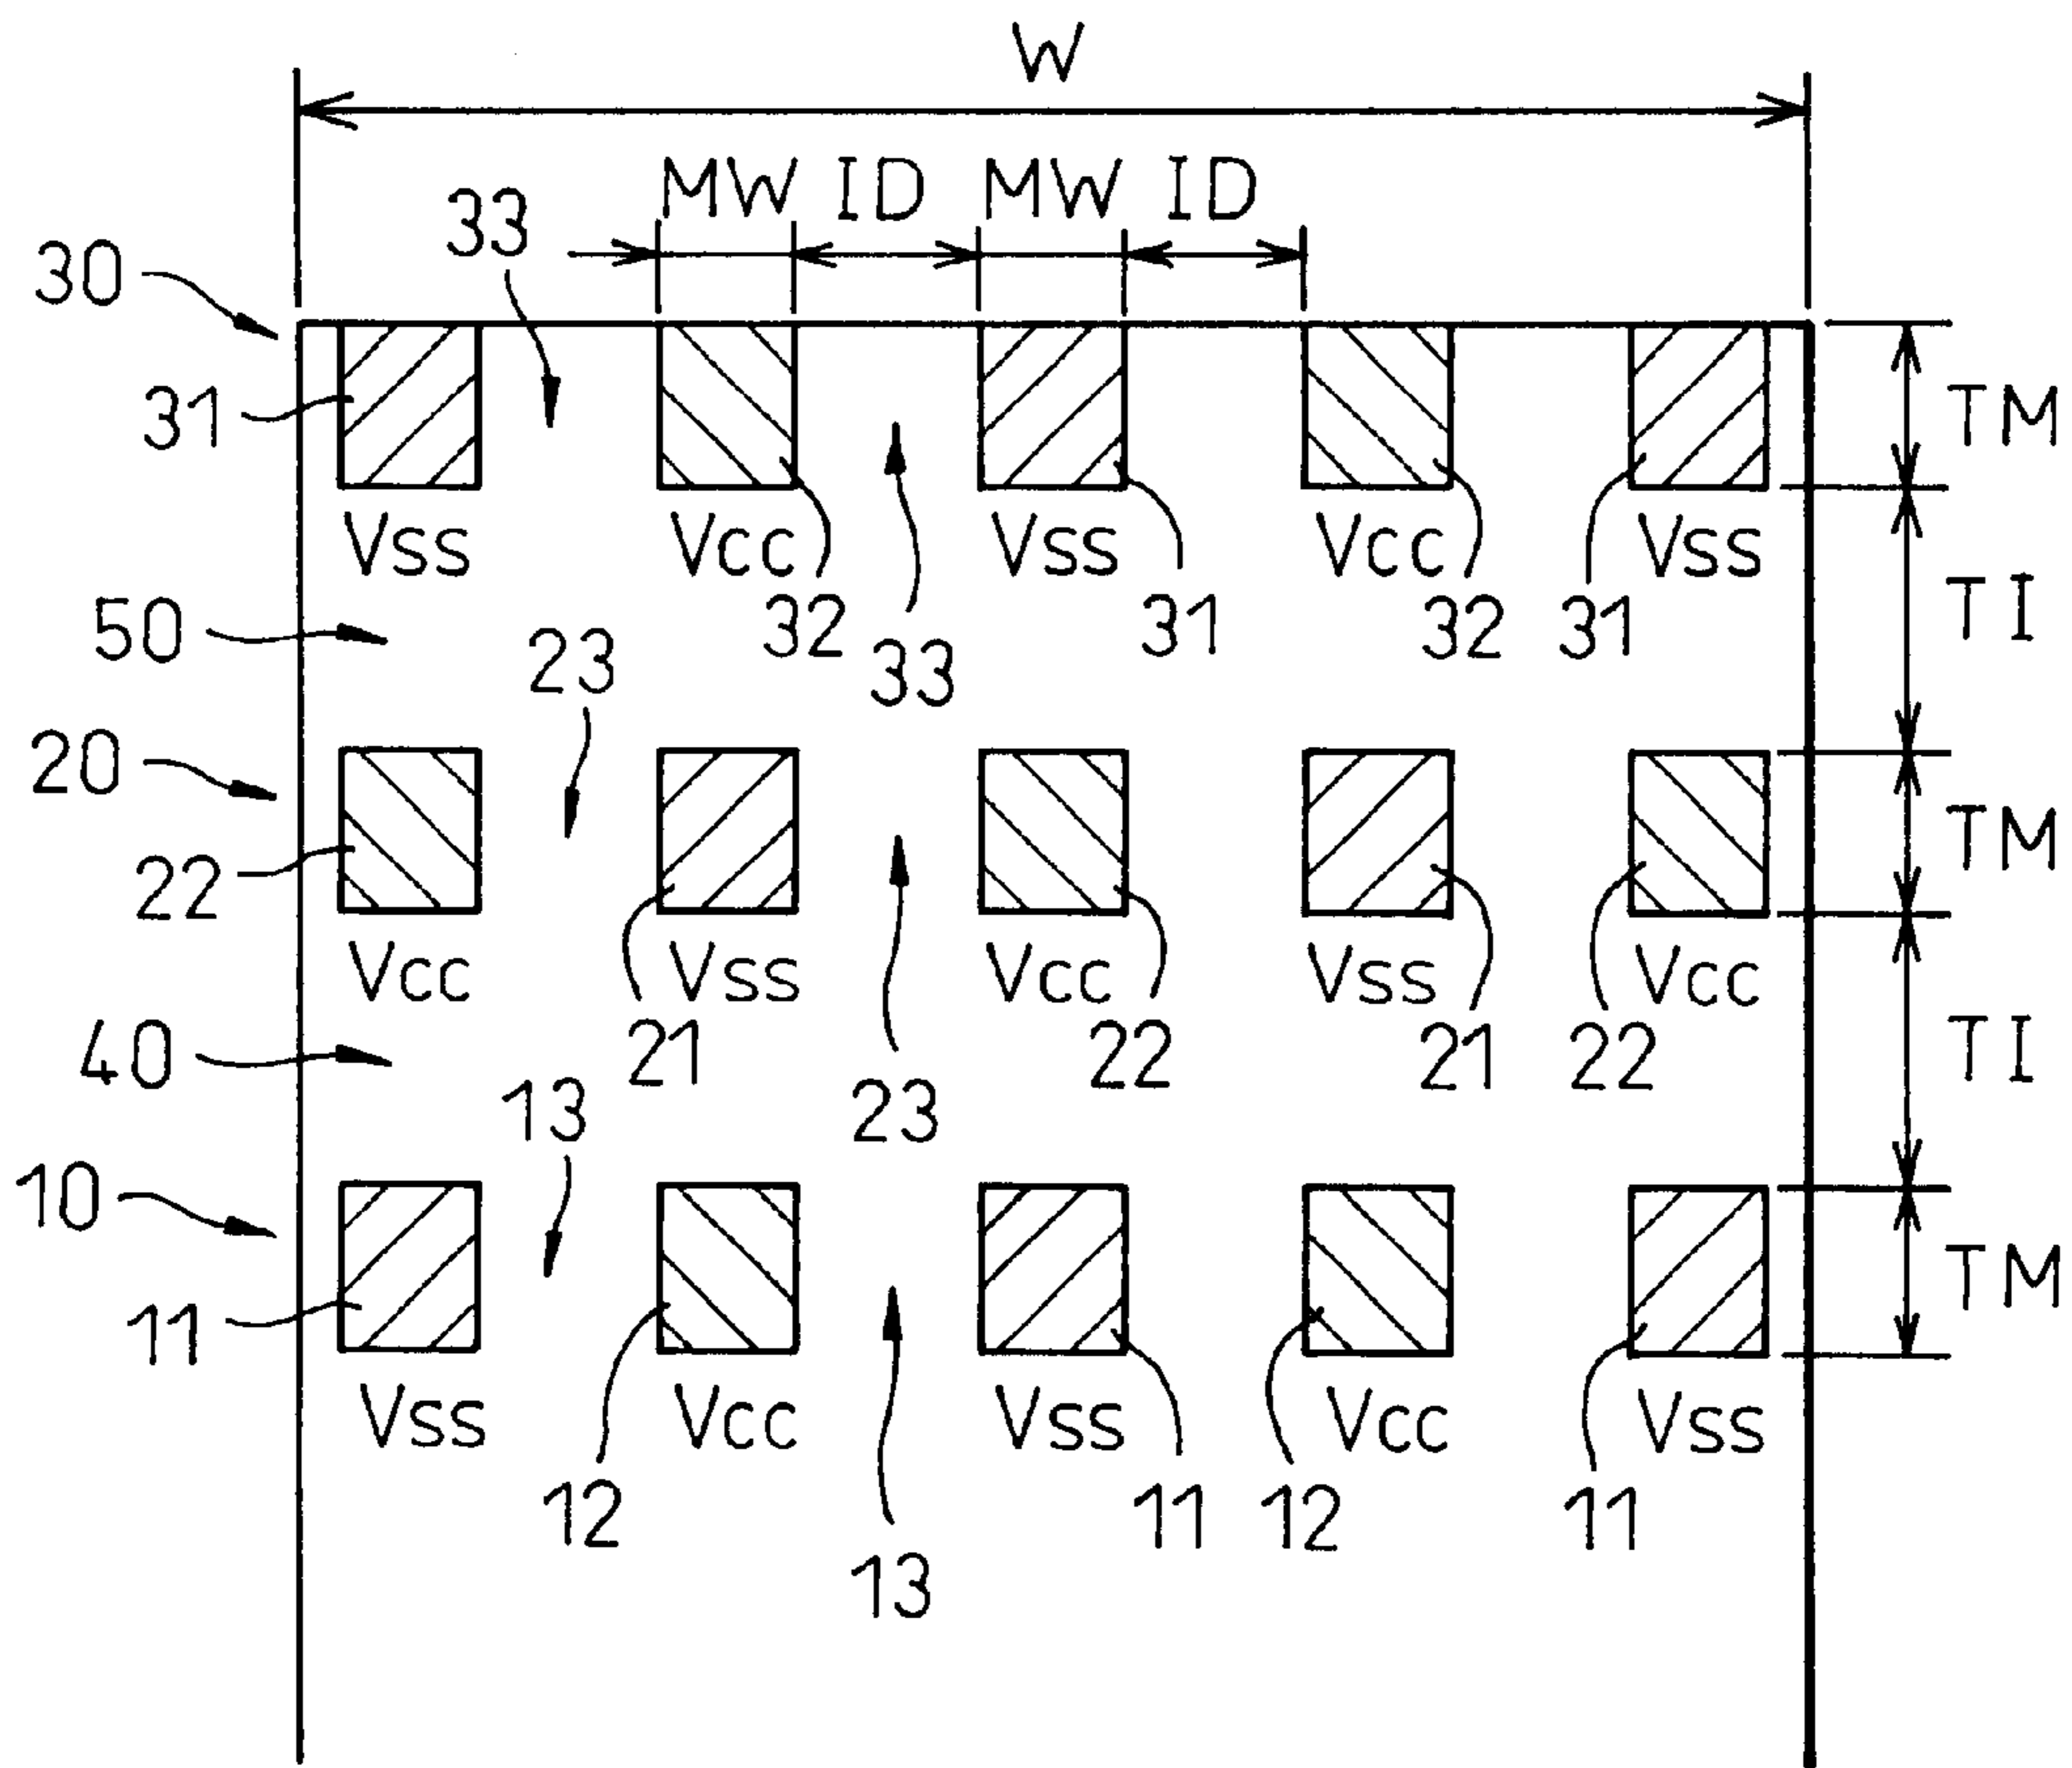 W
MW ID MW ID
33
30
31
TM
Vss Vcc Vss Vcc Vss
TI
50
23
32
33
31
32
31
20
22
TM
Vcc Vss Vcc Vss Vcc
40
13
21
23
22
21
22
TI
10
11
TM
Vss Vcc Vss Vcc Vss
12
13
11
12
11